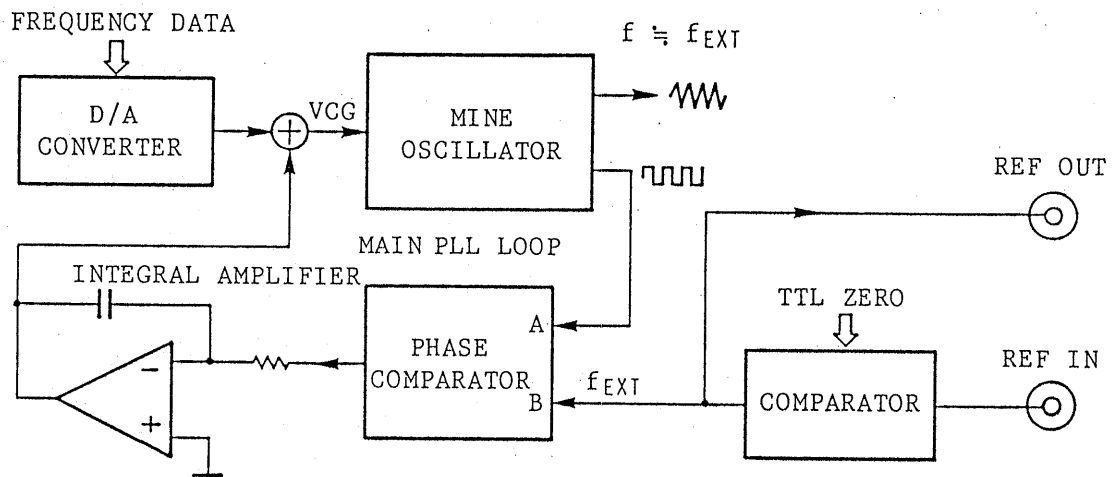 FREQUENCY DATA
f ≒ fEXT
D/A
CONVERTER
VCG
MINE
OSCILLATOR
REF OUT
MAIN PLL LOOP
INTEGRAL AMPLIFIER
TTL ZERO
A
PHASE
COMPARATOR
B
fEXT
COMPARATOR
REF IN